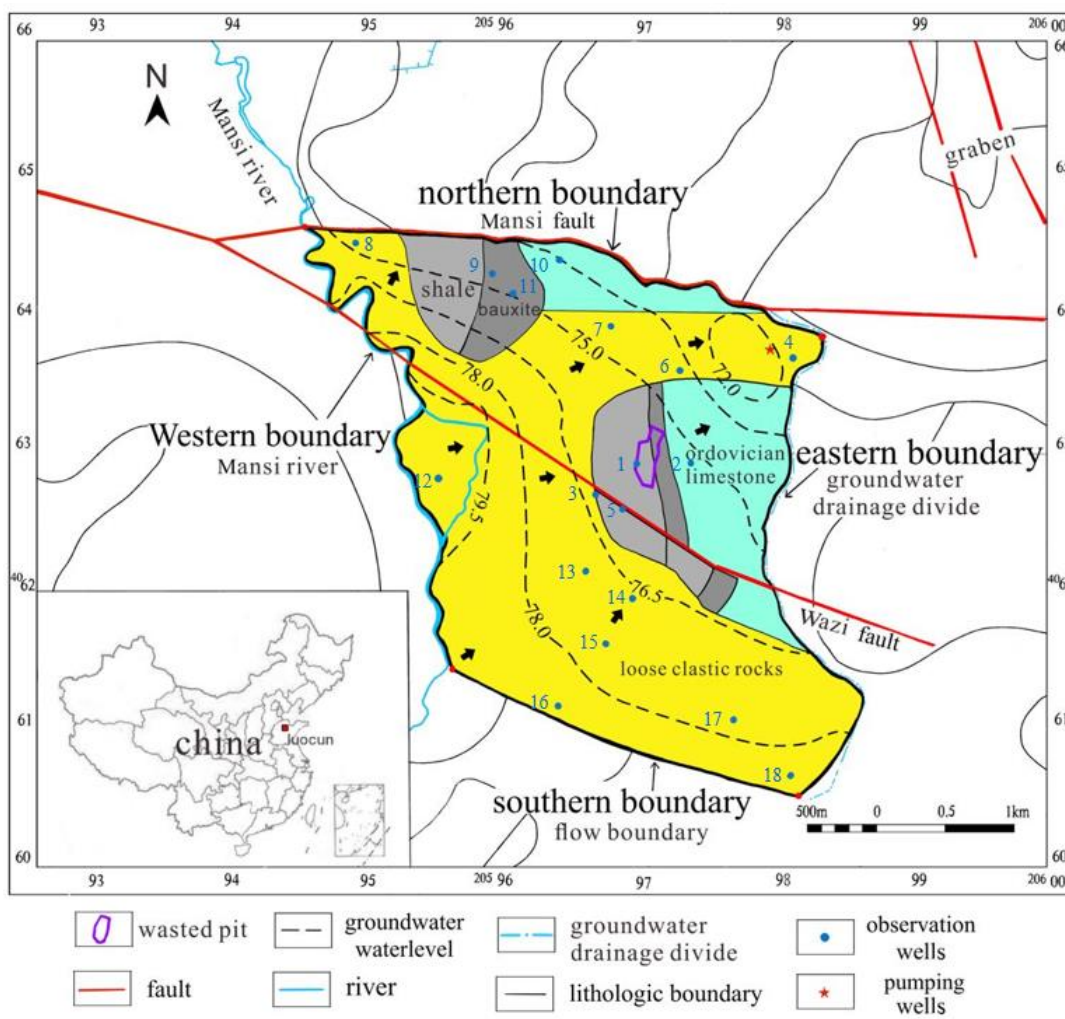 66 93 94 95 205 96 97 98 99 206 00
66
N
Mansi river
65
graben
northern boundary
Mansi fault
8
10
9
shale
11
bauxite
64
7
75.0
4
6
72.0
78.0
63
Western boundary
Mansi river
1
2
ordovician
limestone
eastern boundary
groundwater
drainage divide
12
79.5
3
5
40 62
13
14
76.5
15
78.0
Wazi fault
loose clastic rocks
61
16
17
18
china
luocun
southern boundary
flow boundary
500m 0 0.5 1km
60
60
93 94 95 205 96 97 98 99 206 00
wasted pit
groundwater
waterlevel
groundwater
drainage divide
observation
wells
fault
river
lithologic boundary
pumping
wells